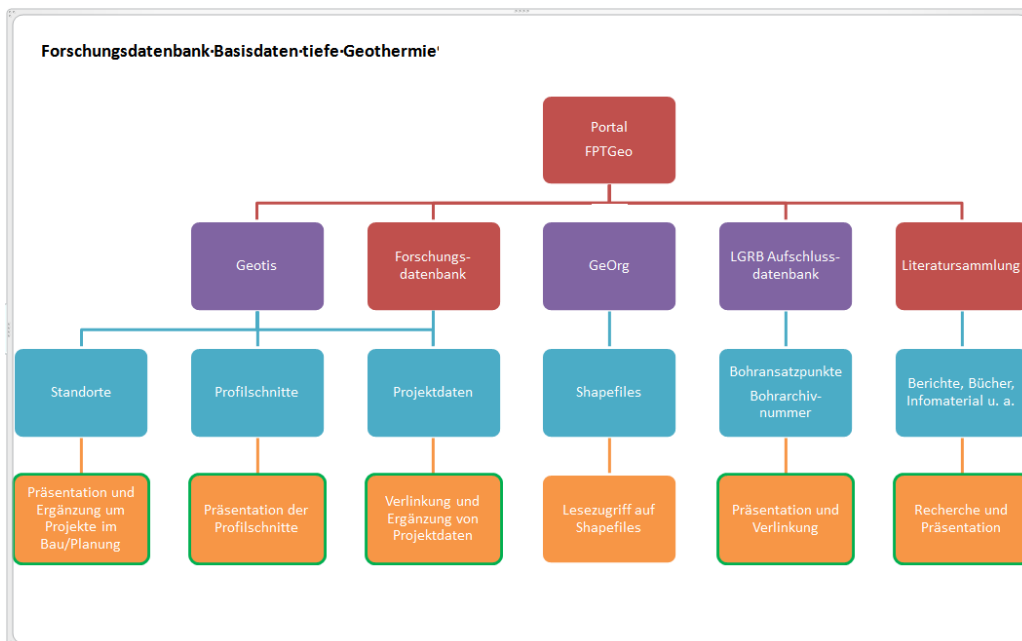 Forschungsdatenbank·Basisdaten·tiefe·Geothermie
Portal
FPTGeo
Geotis
Forschungs-
datenbank
GeOrg
LGRB Aufschluss-
datenbank
Literatursammlung
Standorte
Profilschnitte
Projektdaten
Shapefiles
Bohransatzpunkte
Bohrarchiv-
nummer
Berichte, Bücher,
Infomaterial u. a.
Präsentation und
Ergänzung um
Projekte im
Bau/Planung
Präsentation der
Profilschnitte
Verlinkung und
Ergänzung von
Projektdaten
Lesezugriff auf
Shapefiles
Präsentation und
Verlinkung
Recherche und
Präsentation